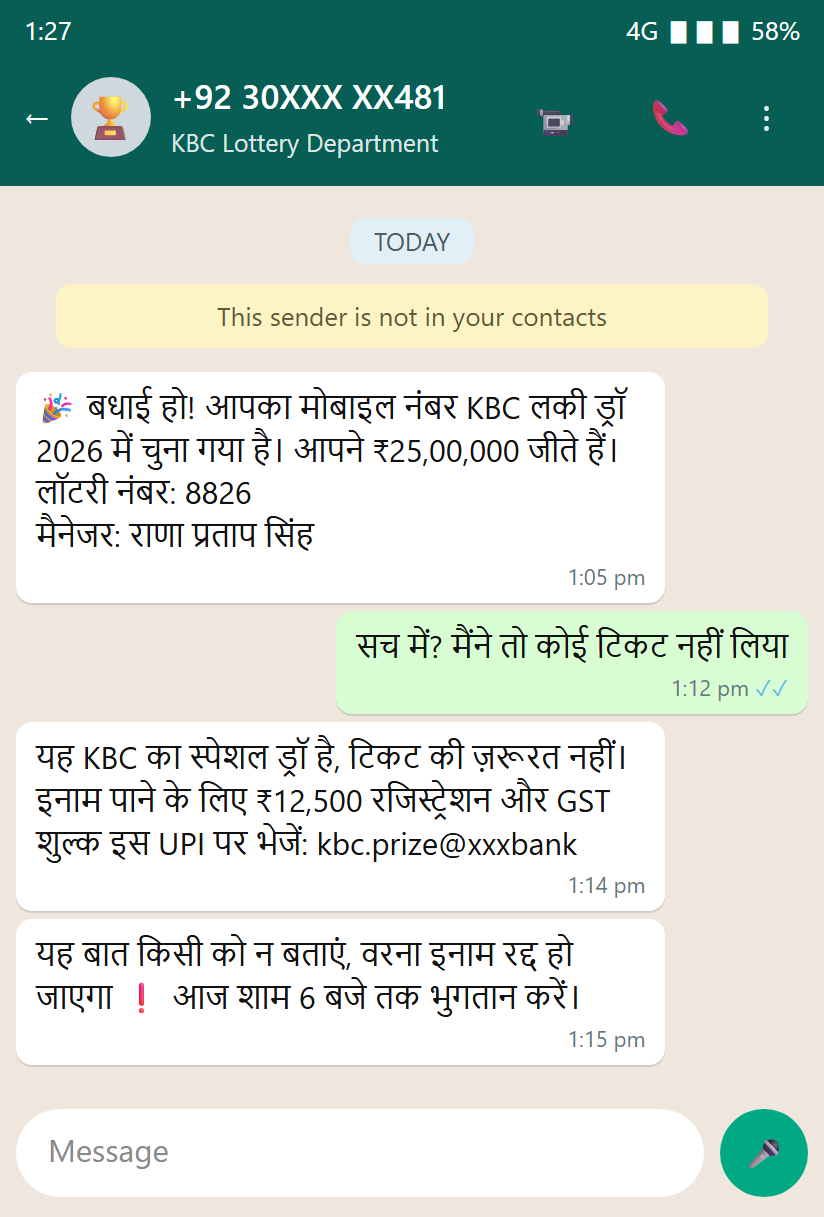 1:27 4G 58%
← +92 30XXX XX481
KBC Lottery Department
TODAY
This sender is not in your contacts
🎉 बधाई हो! आपका मोबाइल नंबर KBC लकी ड्रॉ
2026 में चुना गया है। आपने ₹25,00,000 जीते हैं।
लॉटरी नंबर: 8826
मैनेजर: राणा प्रताप सिंह
1:05 pm
सच में? मैंने तो कोई टिकट नहीं लिया
1:12 pm ✓✓
यह KBC का स्पेशल ड्रॉ है, टिकट की ज़रूरत नहीं।
इनाम पाने के लिए ₹12,500 रजिस्ट्रेशन और GST
शुल्क इस UPI पर भेजें: kbc.prize@xxxbank
1:14 pm
यह बात किसी को न बताएं, वरना इनाम रद्द हो
जाएगा ❗ आज शाम 6 बजे तक भुगतान करें।
1:15 pm
Message